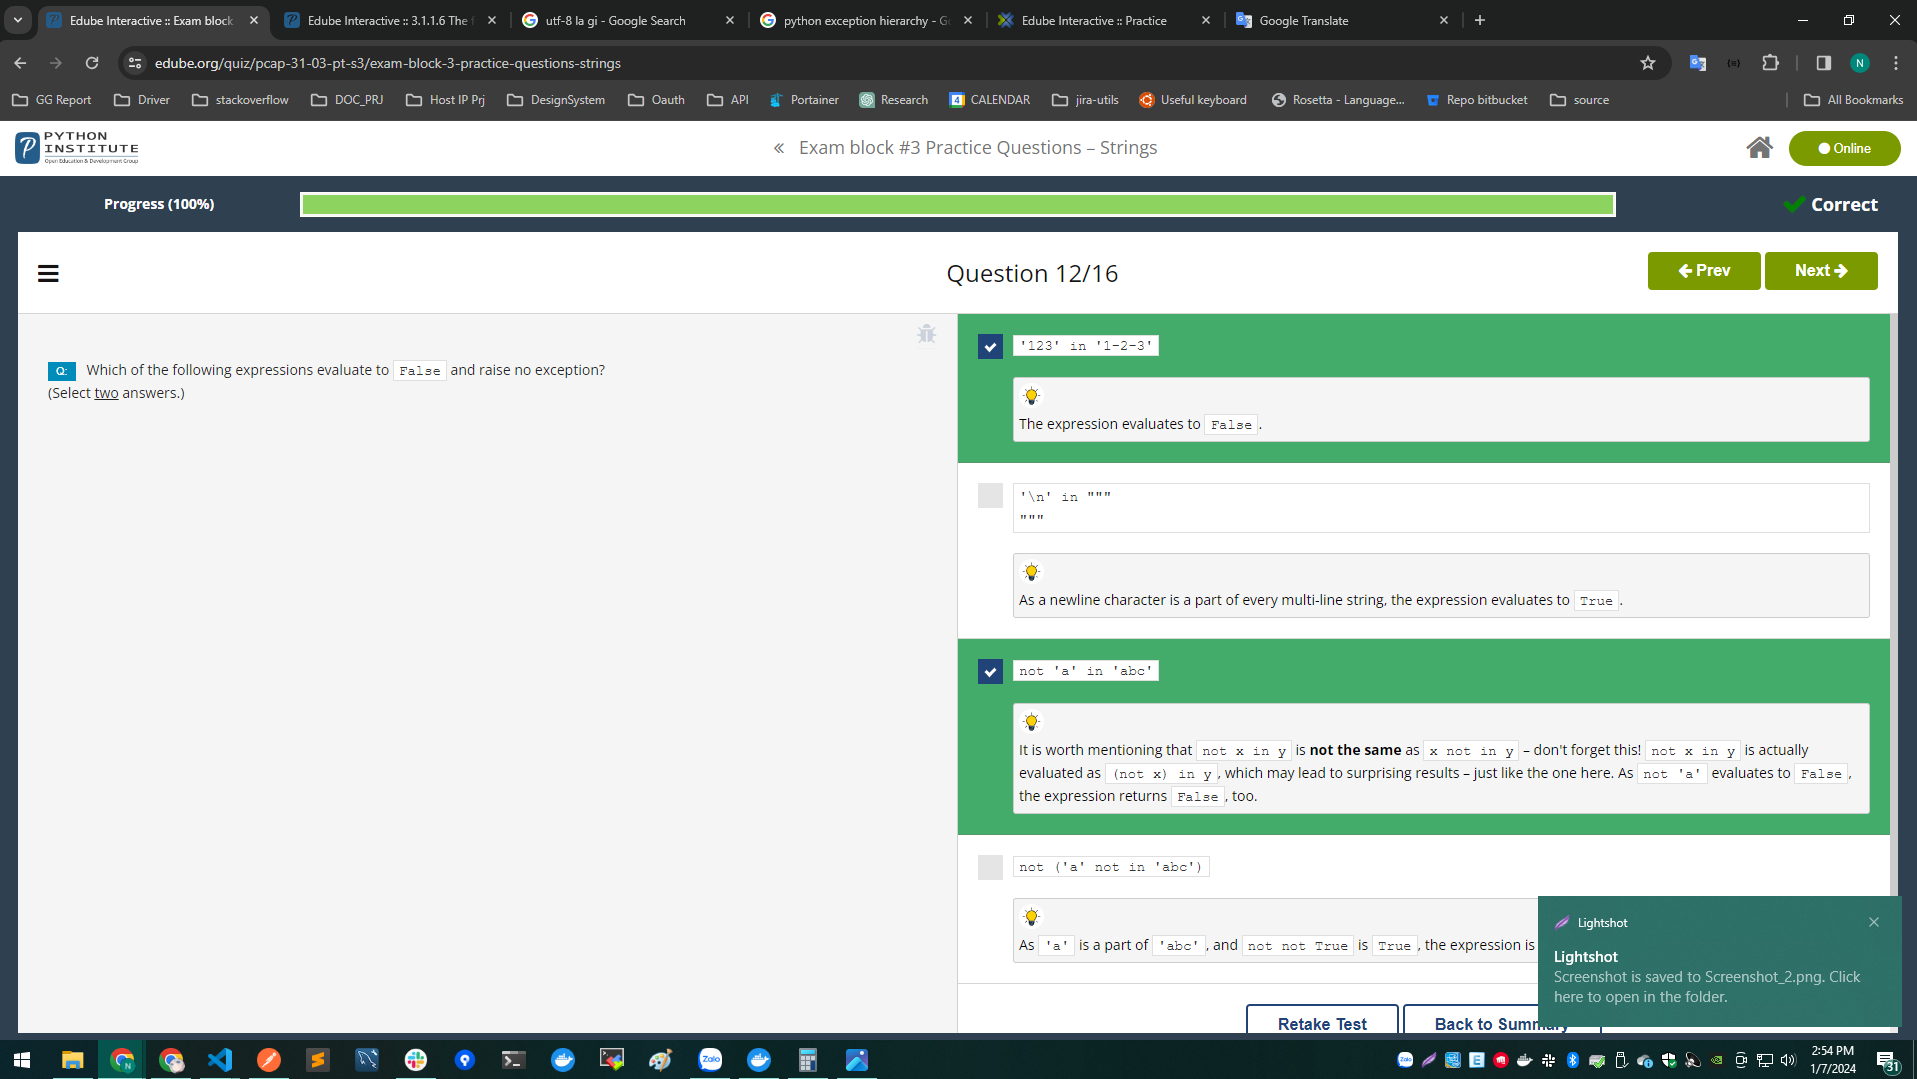 Edube Interactive :: Exam block
Edube Interactive :: 3.1.1.6 The
utf-8 la gi - Google Search
python exception hierarchy - G
Edube Interactive :: Practice
Google Translate
edube.org/quiz/pcap-31-03-pt-s3/exam-block-3-practice-questions-strings
N
GG Report
Driver
stackoverflow
DOC_PRJ
Host IP Prj
DesignSystem
Oauth
API
Portainer
Research
CALENDAR
jira-utils
Useful keyboard
Rosetta - Language...
Repo bitbucket
source
All Bookmarks
PYTHON
INSTITUTE
Open Education & Development Group
« Exam block #3 Practice Questions – Strings
Online
Progress (100%)
Correct
Question 12/16
Prev
Next
Q: Which of the following expressions evaluate to False and raise no exception?
(Select two answers.)
'123' in '1-2-3'
The expression evaluates to False .
'\n' in """
"""
As a newline character is a part of every multi-line string, the expression evaluates to True .
not 'a' in 'abc'
It is worth mentioning that not x in y is not the same as x not in y – don't forget this! not x in y is actually
evaluated as (not x) in y , which may lead to surprising results – just like the one here. As not 'a' evaluates to False ,
the expression returns False , too.
not ('a' not in 'abc')
As 'a' is a part of 'abc' , and not not True is True , the expression is
Lightshot
Lightshot
Screenshot is saved to Screenshot_2.png. Click
here to open in the folder.
Retake Test
Back to Summary
2:54 PM
1/7/2024
31